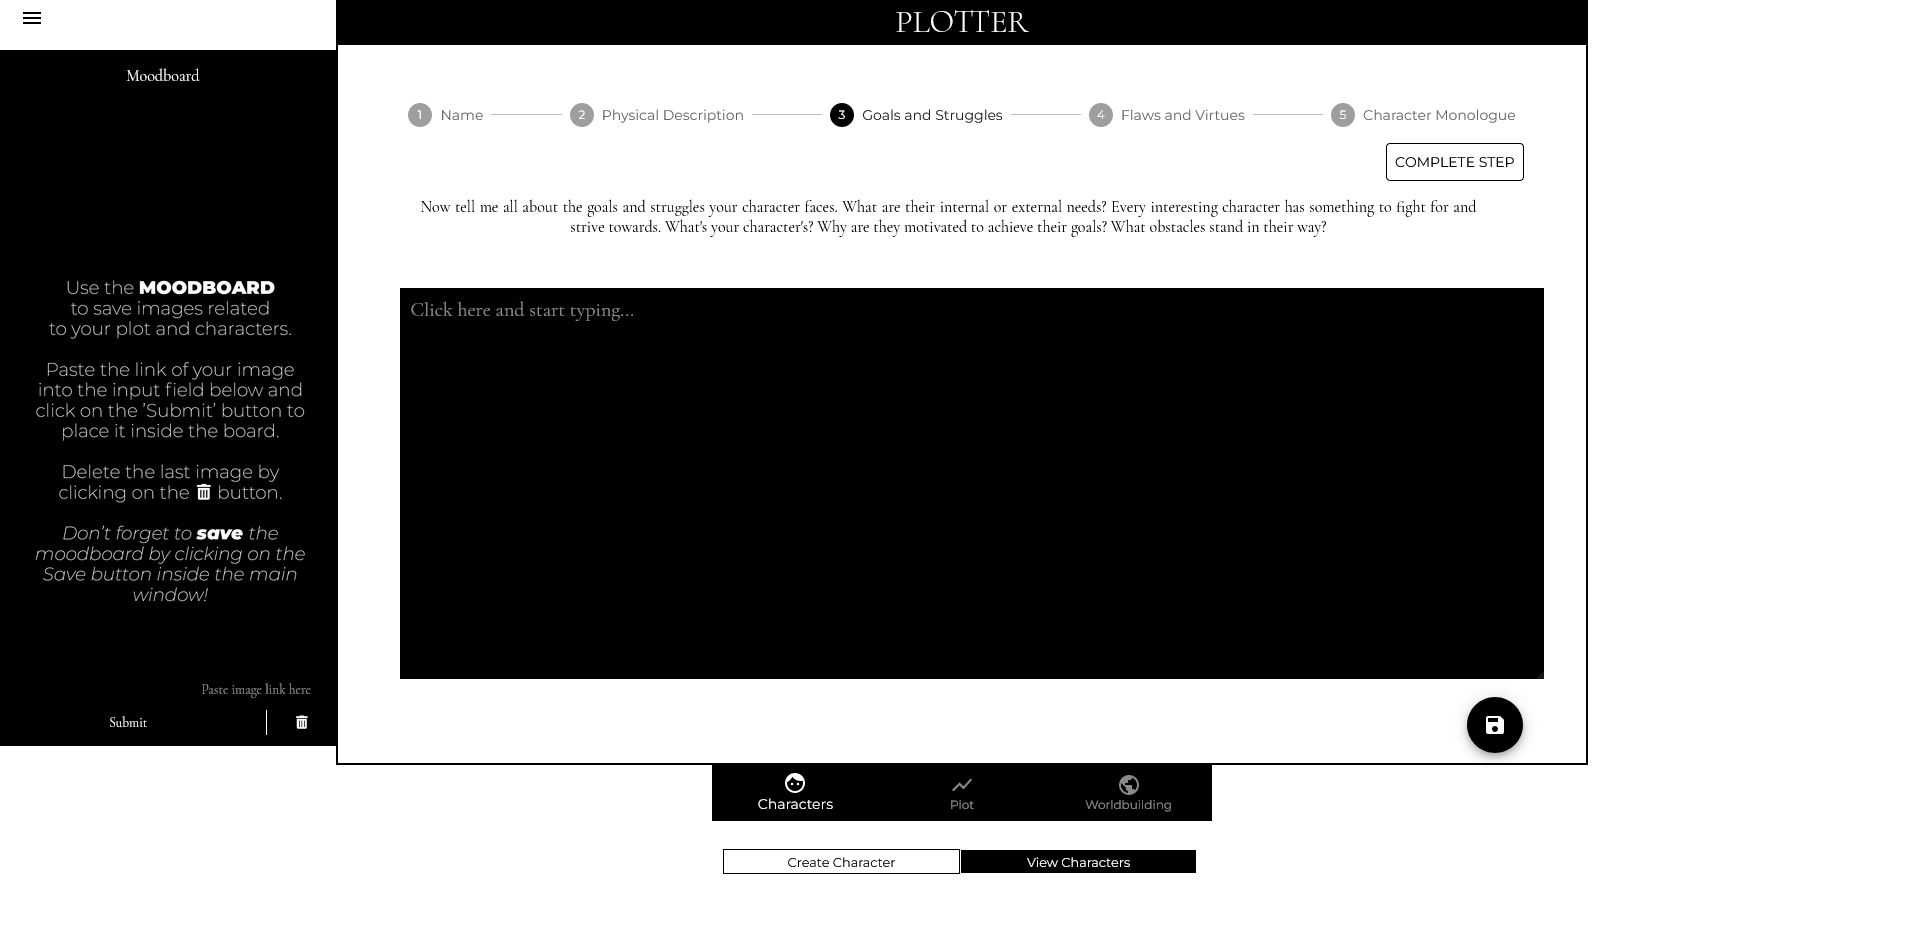 PLOTTER
Moodboard
1 Name
2 Physical Description
3 Goals and Struggles
4 Flaws and Virtues
5 Character Monologue
COMPLETE STEP
Now tell me all about the goals and struggles your character faces. What are their internal or external needs? Every interesting character has something to fight for and
strive towards. What's your character's? Why are they motivated to achieve their goals? What obstacles stand in their way?
Click here and start typing...
Use the MOODBOARD
to save images related
to your plot and characters.
Paste the link of your image
into the input field below and
click on the 'Submit' button to
place it inside the board.
Delete the last image by
clicking on the button.
Don't forget to save the
moodboard by clicking on the
Save button inside the main
window!
Paste image link here
Submit
Characters
Plot
Worldbuilding
Create Character
View Characters